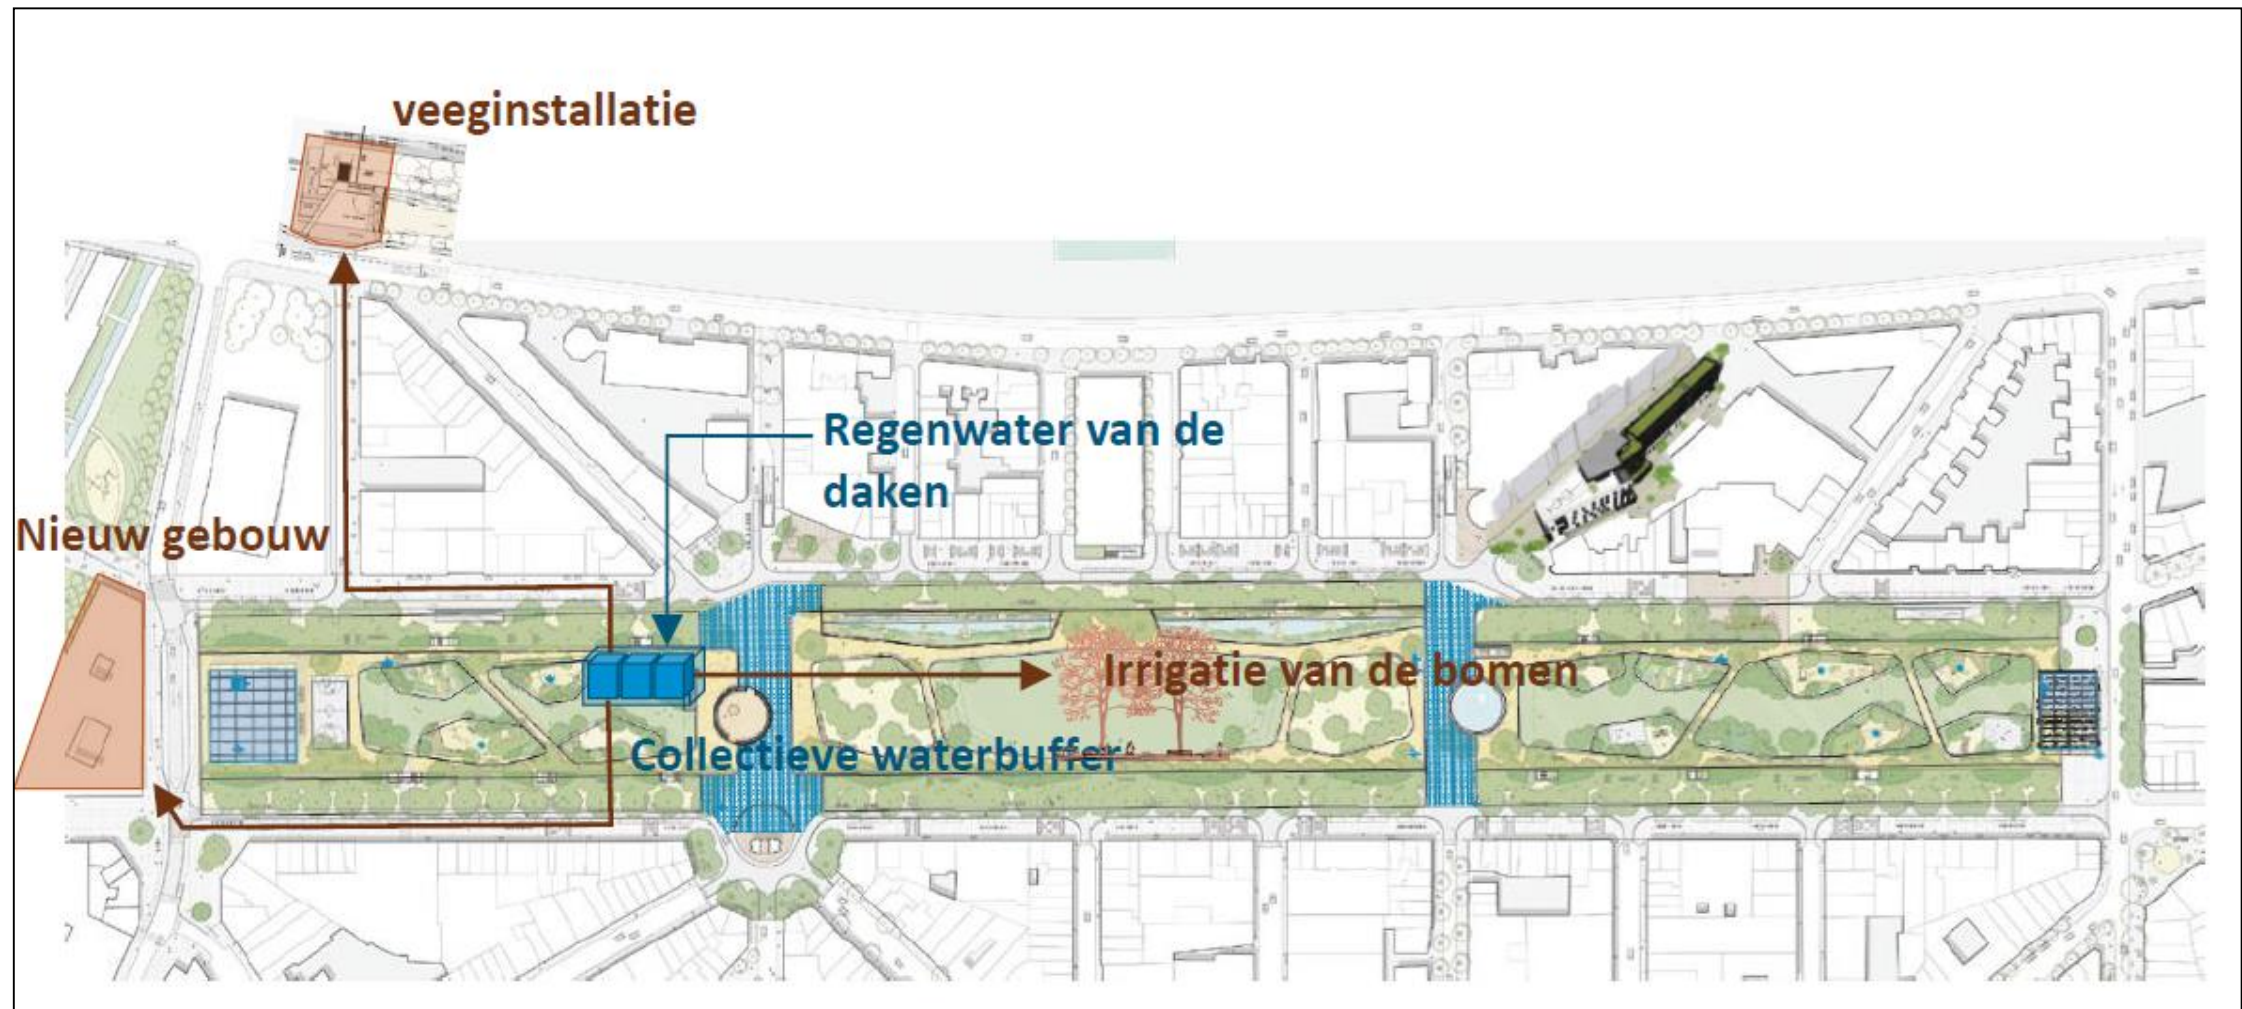 veeginstallatie
Regenwater van de
daken
Nieuw gebouw
Irrigatie van de bomen
Collectieve waterbuffer